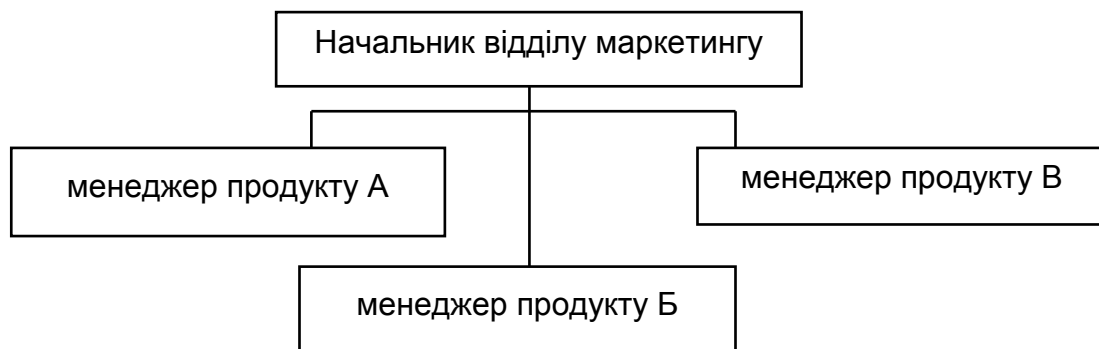 Начальник відділу маркетингу
менеджер продукту А
менеджер продукту В
менеджер продукту Б